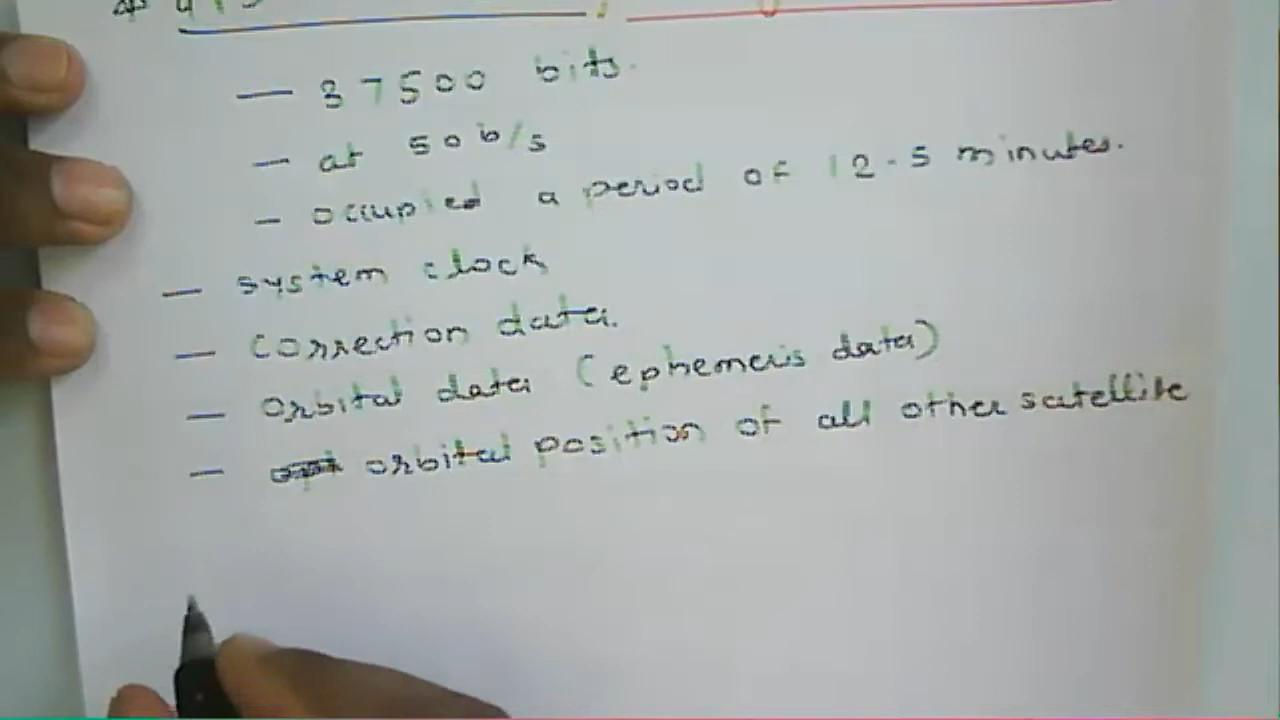 — 37500 bits.
— at 50 b/s
- occupied a period of 12.5 minutes.
— system clock
— correction data.
— orbital data (ephemeris data)
— orbital position of all other satellite